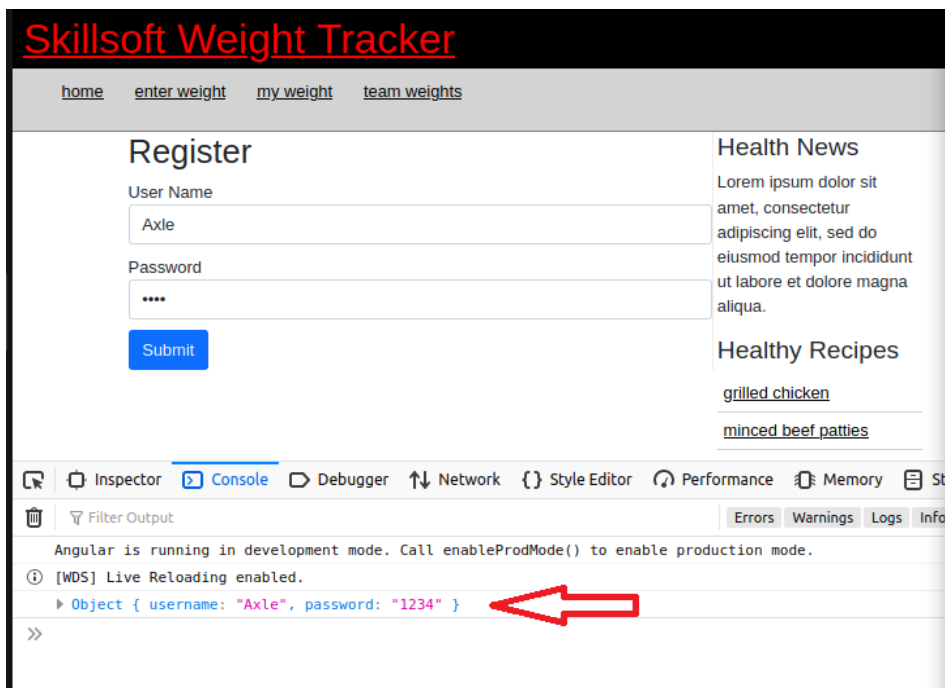 Skillsoft Weight Tracker
home enter weight my weight team weights
Register
User Name
Axle
Password
••••
Submit
Health News
Lorem ipsum dolor sit
amet, consectetur
adipiscing elit, sed do
eiusmod tempor incididunt
ut labore et dolore magna
aliqua.
Healthy Recipes
grilled chicken
minced beef patties
Inspector Console Debugger Network {} Style Editor Performance Memory
Filter Output Errors Warnings Logs Info
Angular is running in development mode. Call enableProdMode() to enable production mode.
[WDS] Live Reloading enabled.
Object { username: "Axle", password: "1234" }